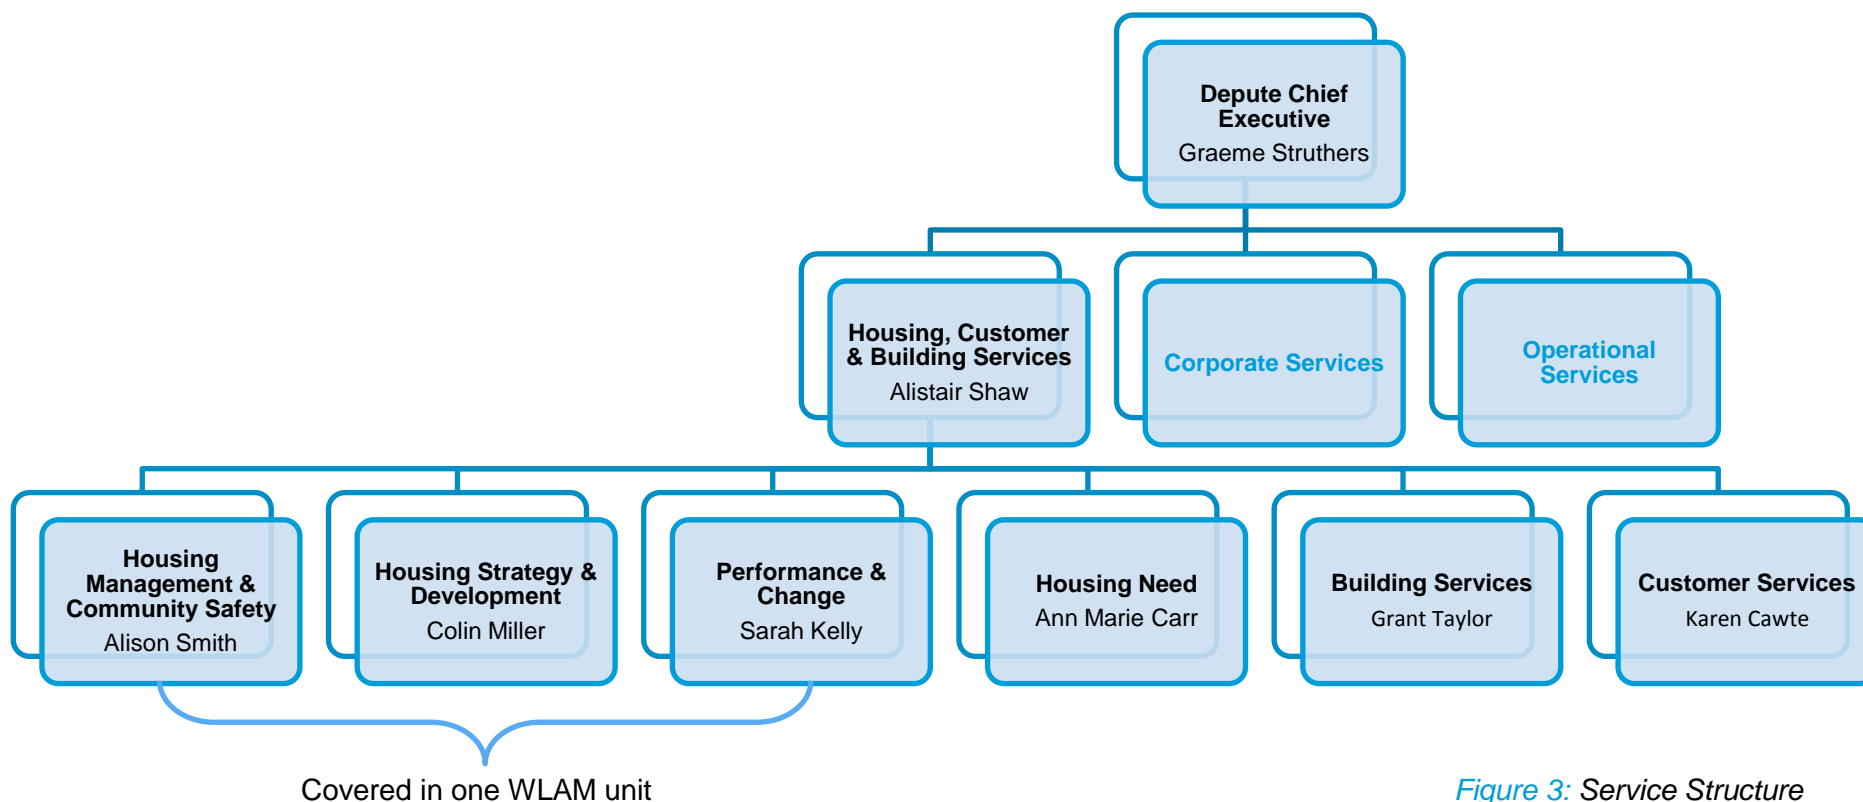 Depute Chief
Executive
Graeme Struthers
Housing, Customer
& Building Services
Alistair Shaw
Corporate Services
Operational
Services
Housing
Management &
Community Safety
Alison Smith
Housing Strategy &
Development
Colin Miller
Performance &
Change
Sarah Kelly
Housing Need
Ann Marie Carr
Building Services
Grant Taylor
Customer Services
Karen Cawte
Covered in one WLAM unit
Figure 3: Service Structure